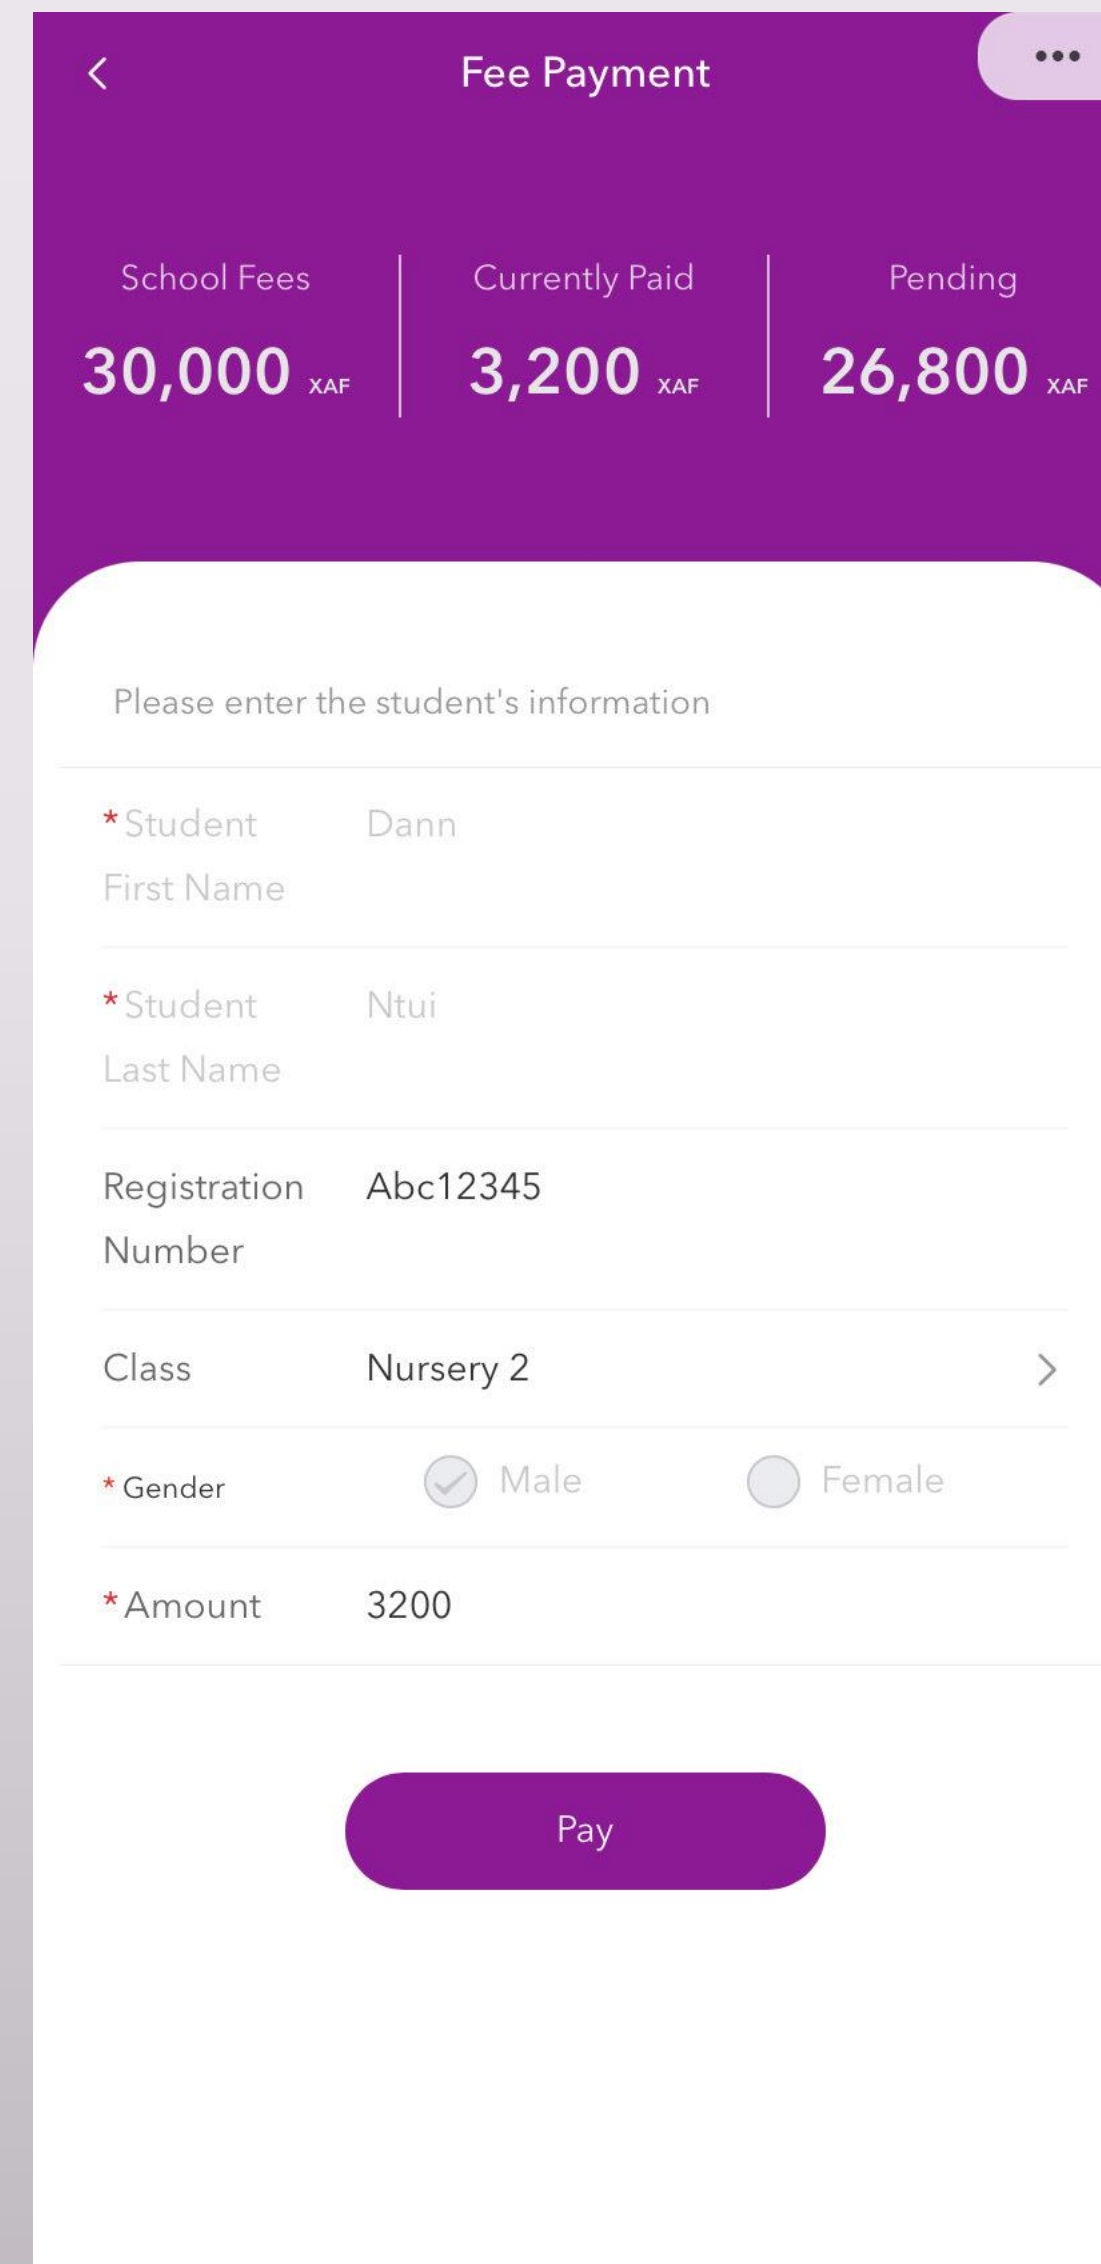 Fee Payment
School Fees
Currently Paid
Pending
30,000 XAF
3,200 XAF
26,800 XAF
Please enter the student's information
*Student
Dann
First Name
*Student
Ntui
Last Name
Registration
Abc12345
Number
Class
Nursery 2
* Gender
Male
Female
*Amount
3200
Pay